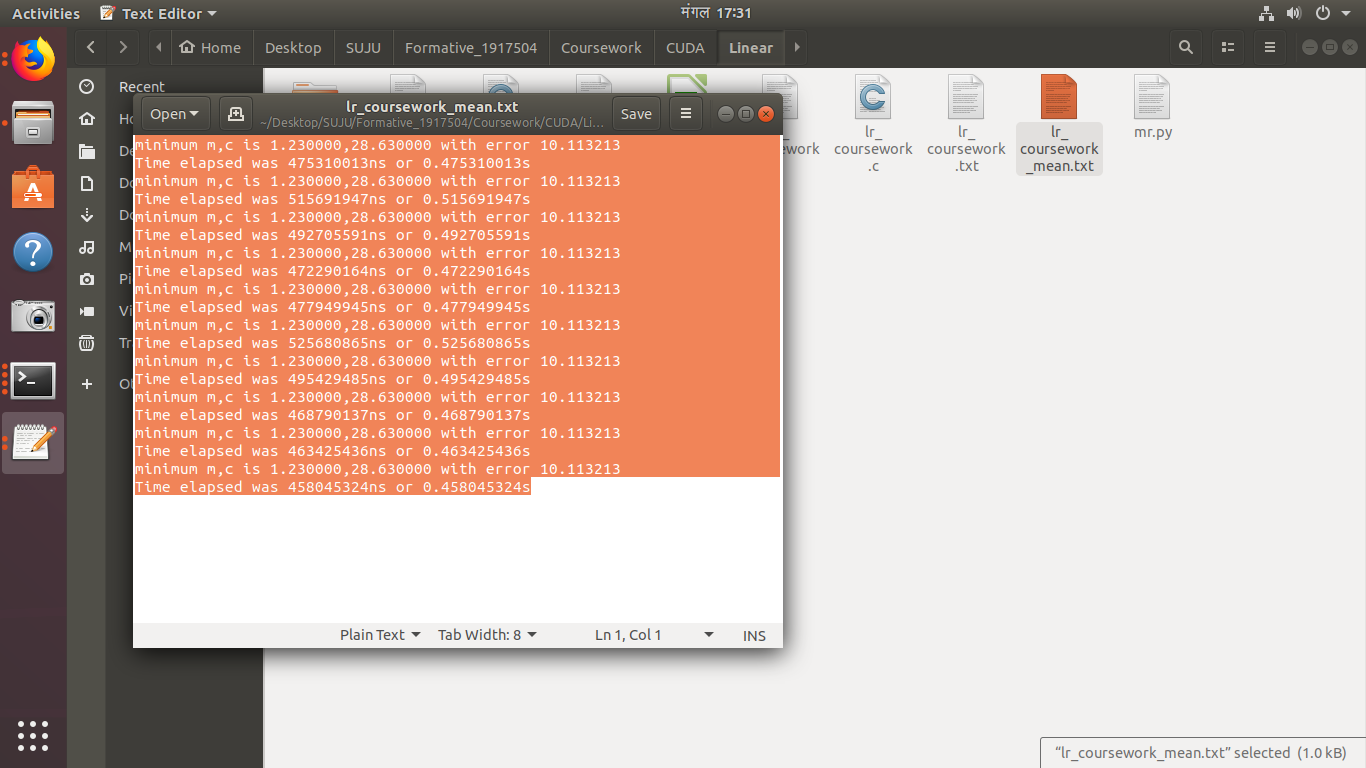 Activities
Text Editor
मंगल 17:31
Home
Desktop
SUJU
Formative_1917504
Coursework
CUDA
Linear
Recent
lr_
coursework
.c
lr_
coursework
.txt
lr_
coursework
_mean.txt
mr.py
Open
lr_coursework_mean.txt
~/Desktop/SUJU/Formative_1917504/Coursework/CUDA/Li…
Save
minimum m,c is 1.230000,28.630000 with error 10.113213
Time elapsed was 475310013ns or 0.475310013s
minimum m,c is 1.230000,28.630000 with error 10.113213
Time elapsed was 515691947ns or 0.515691947s
minimum m,c is 1.230000,28.630000 with error 10.113213
Time elapsed was 492705591ns or 0.492705591s
minimum m,c is 1.230000,28.630000 with error 10.113213
Time elapsed was 472290164ns or 0.472290164s
minimum m,c is 1.230000,28.630000 with error 10.113213
Time elapsed was 477949945ns or 0.477949945s
minimum m,c is 1.230000,28.630000 with error 10.113213
Time elapsed was 525680865ns or 0.525680865s
minimum m,c is 1.230000,28.630000 with error 10.113213
Time elapsed was 495429485ns or 0.495429485s
minimum m,c is 1.230000,28.630000 with error 10.113213
Time elapsed was 468790137ns or 0.468790137s
minimum m,c is 1.230000,28.630000 with error 10.113213
Time elapsed was 463425436ns or 0.463425436s
minimum m,c is 1.230000,28.630000 with error 10.113213
Time elapsed was 458045324ns or 0.458045324s
Plain Text
Tab Width: 8
Ln 1, Col 1
INS
“lr_coursework_mean.txt” selected (1.0 kB)